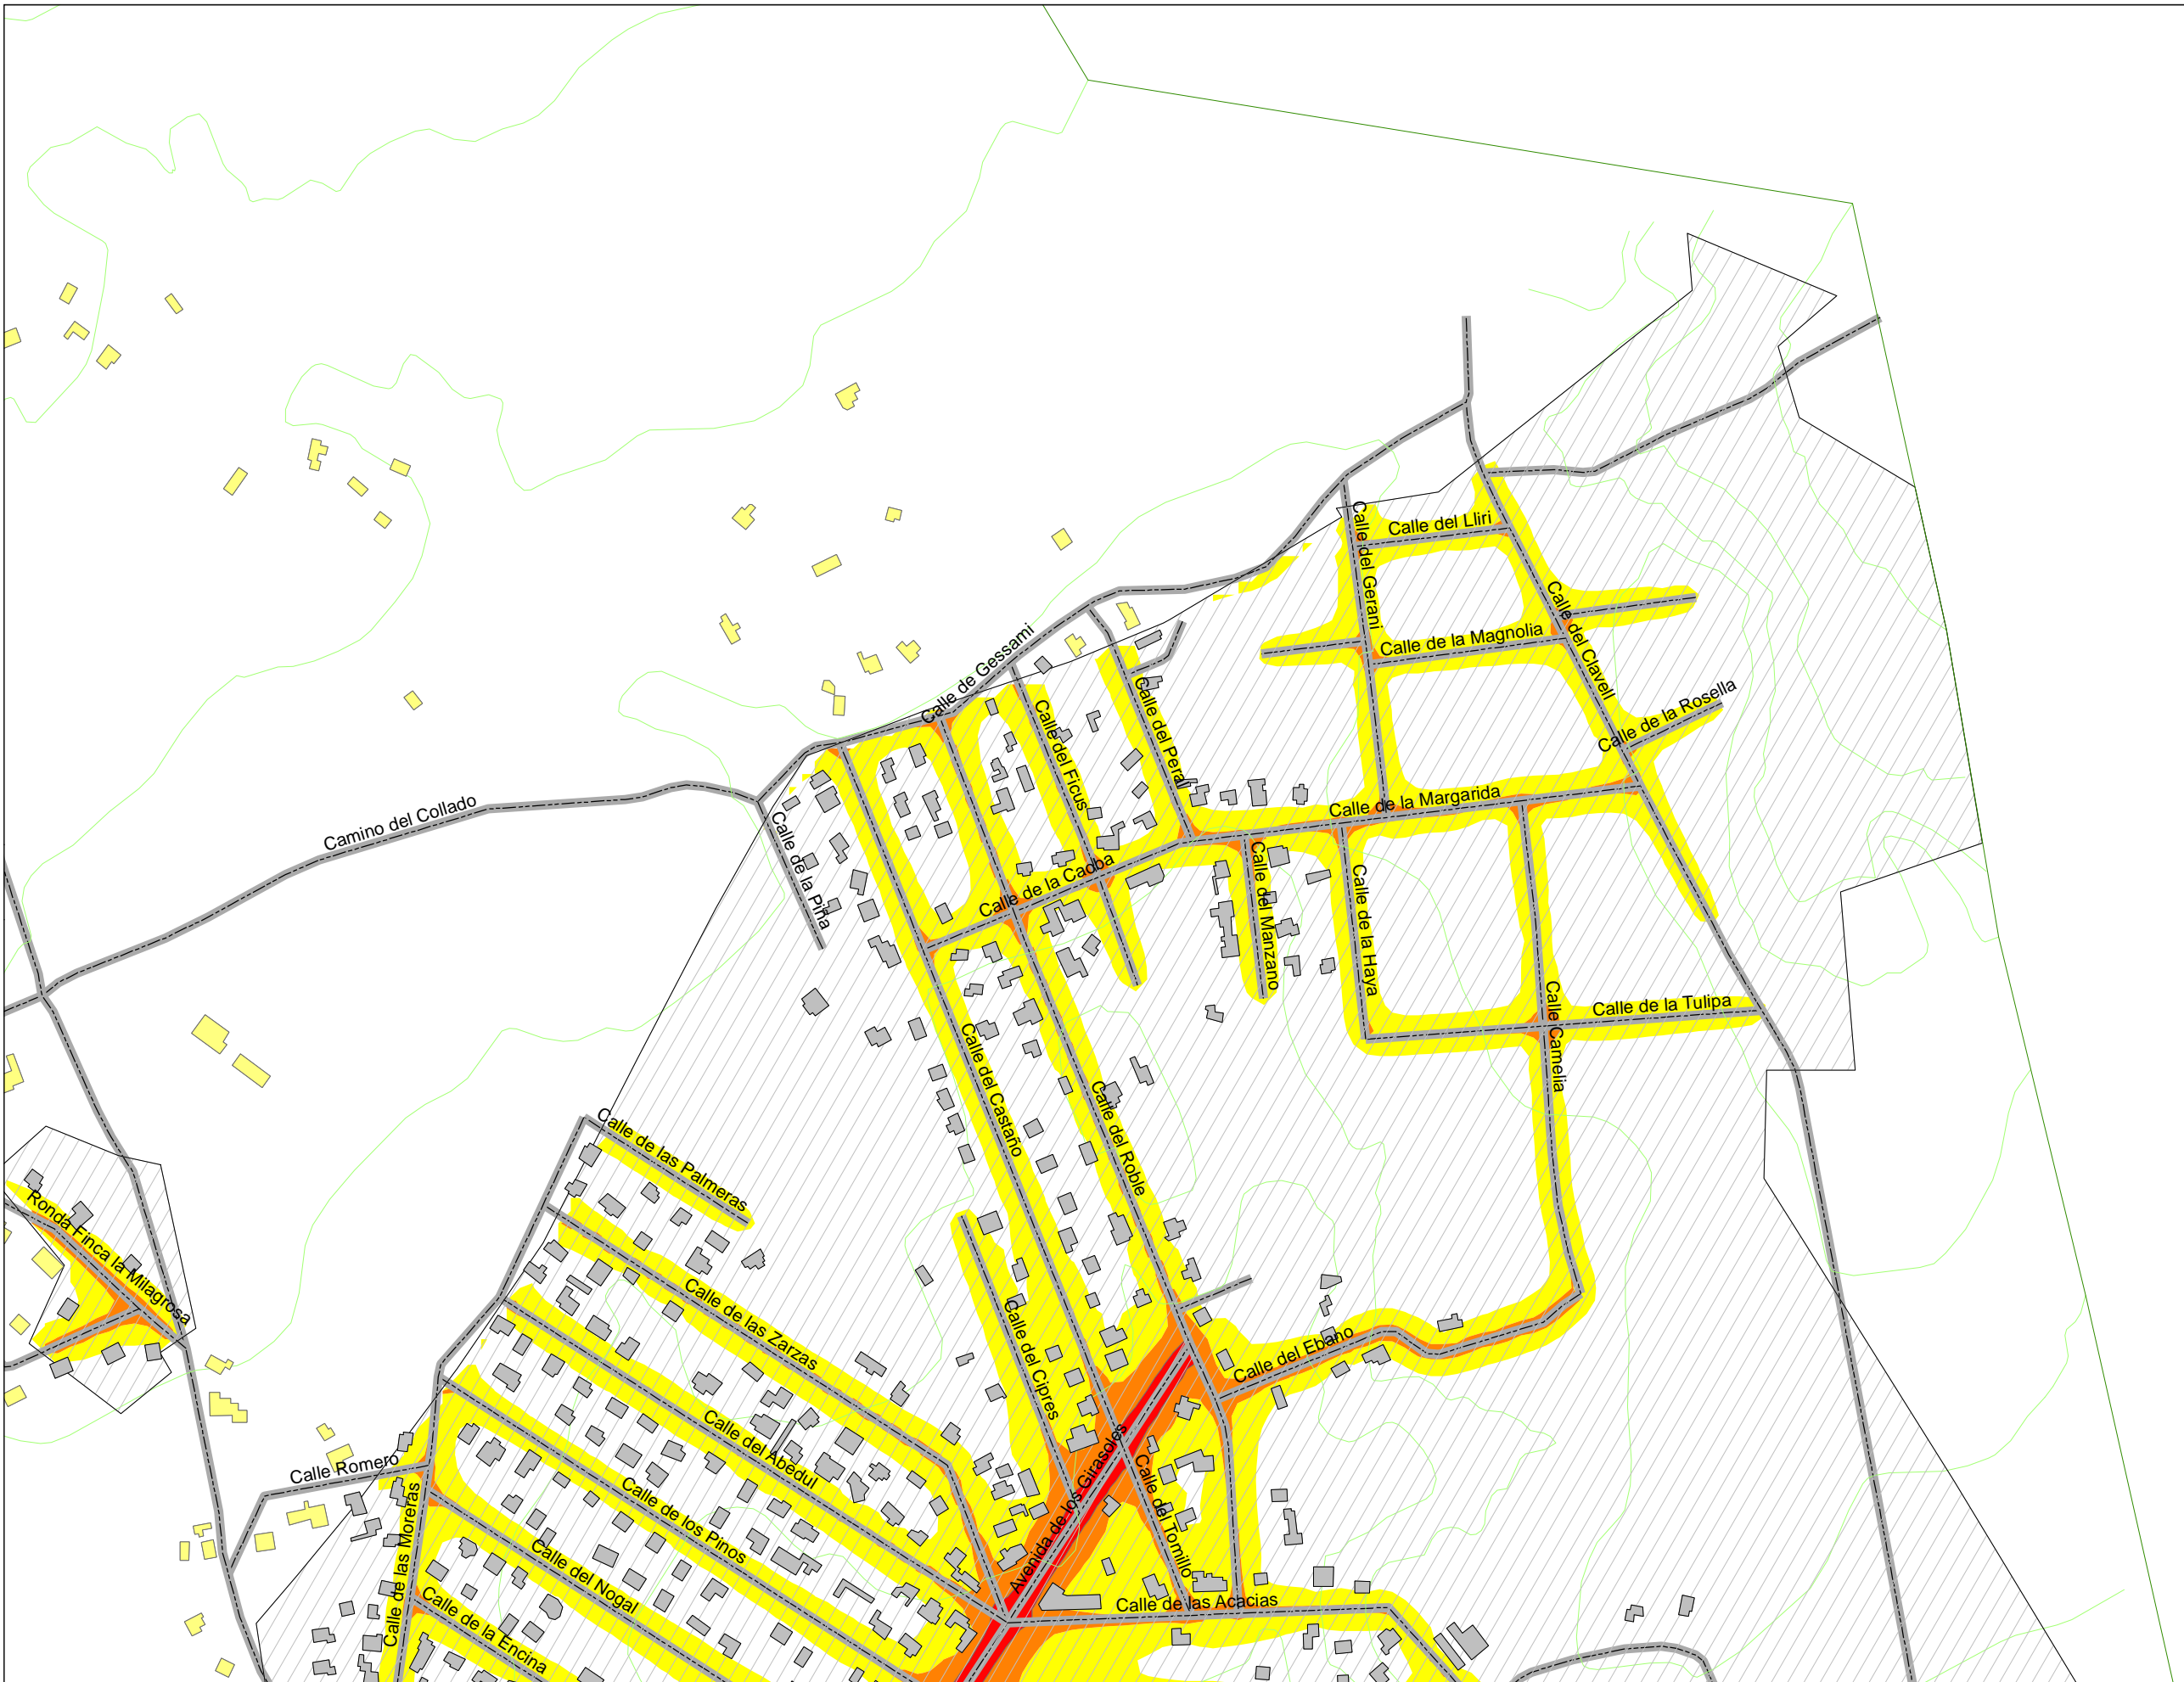 Calle del Lliri
Calle del Gerani
Calle del Clavell
Calle de la Magnolia
Calle de Gessami
Calle de la Rosella
Calle del Peral
Calle del Ficus
Calle de la Margarida
Camino del Collado
Calle de la Piña
Calle de la Caoba
Calle del Manzano
Calle de la Haya
Calle de la Tulipa
Calle Camelia
Calle del Castaño
Calle del Roble
Calle de las Palmeras
Ronda Finca la Milagrosa
Calle de las Zarzas
Calle del Cipres
Calle del Ebano
Calle del Abedul
Avenida de los Girasoles
Calle Romero
Calle del Tomillo
Calle de los Pinos
Calle de las Moreras
Calle del Nogal
Calle de las Acacias
Calle de la Encina